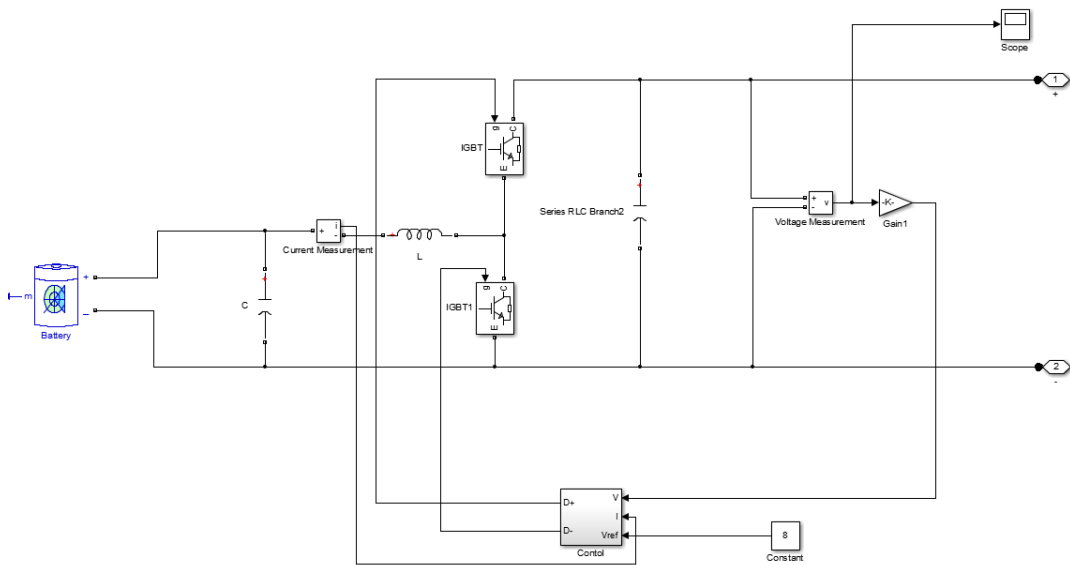 Scope
1
+
g
C
IGBT
E
Series RLC Branch2
+
-
v
Voltage Measurement
-K-
Gain1
+
i
-
Current Measurement
L
+
m
Battery
_
C
g
C
IGBT1
E
2
-
D+
D-
V
I
Vref
Contol
8
Constant